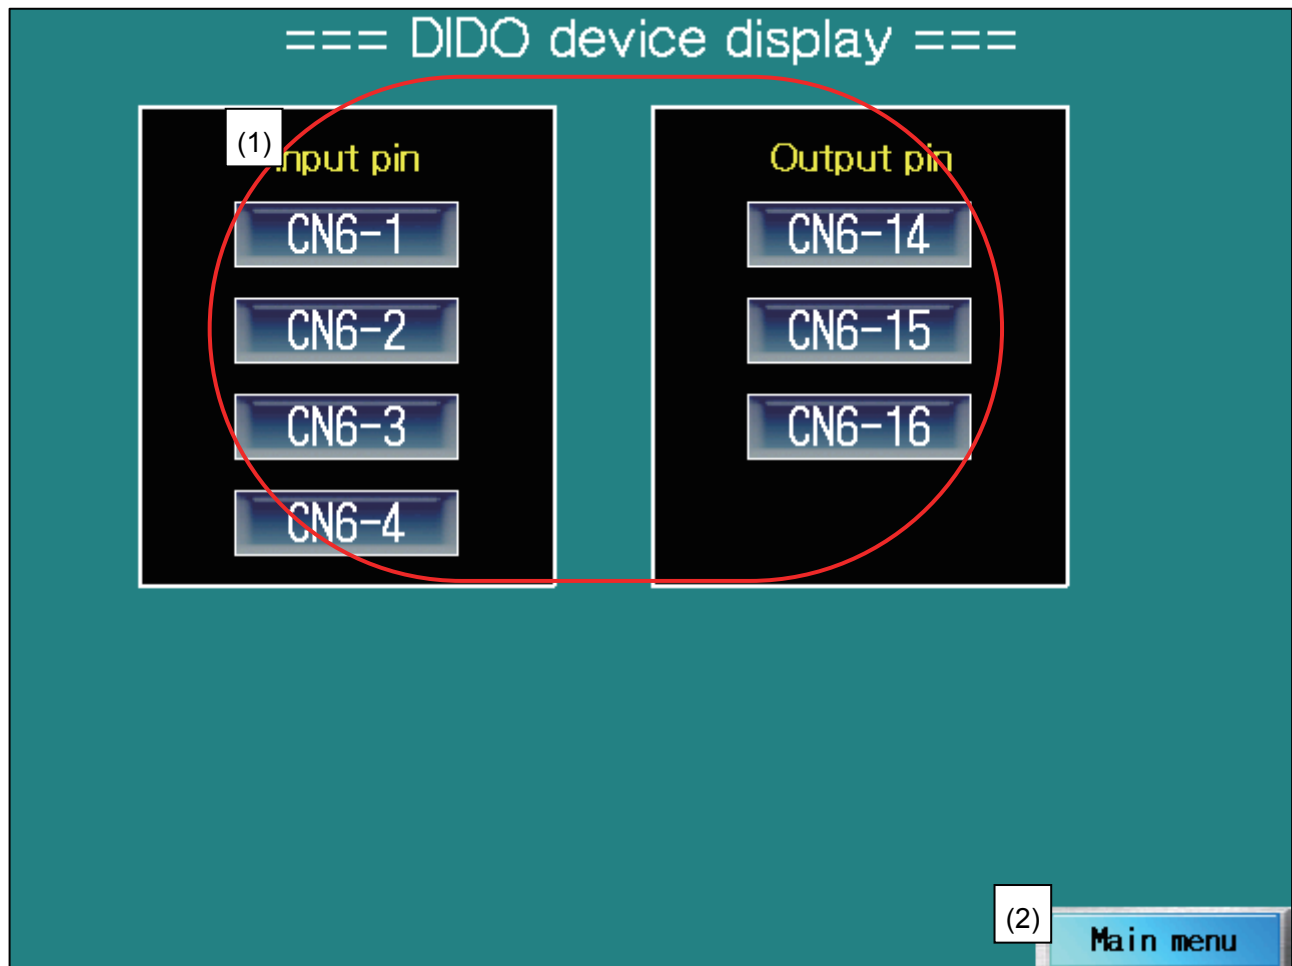 === DIDO device display ===
(1)
Input pin
CN6-1
CN6-2
CN6-3
CN6-4
Output pin
CN6-14
CN6-15
CN6-16
(2)
Main menu